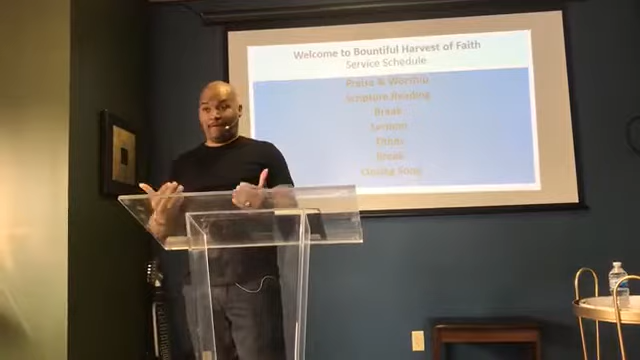 Welcome to Bountiful Harvest of Faith
Service Schedule
Praise & Worship
Scripture Reading
Break
Sermon
Tithes
Break
Closing Song